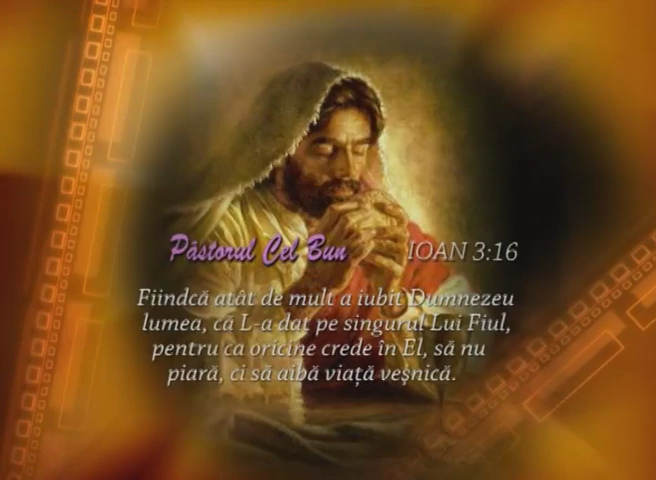 Păstorul Cel Bun IOAN 3:16
Fiindcă atât de mult a iubit Dumnezeu
lumea, că L-a dat pe singurul Lui Fiul,
pentru ca oricine crede în El, să nu
piară, ci să aibă viață veșnică.